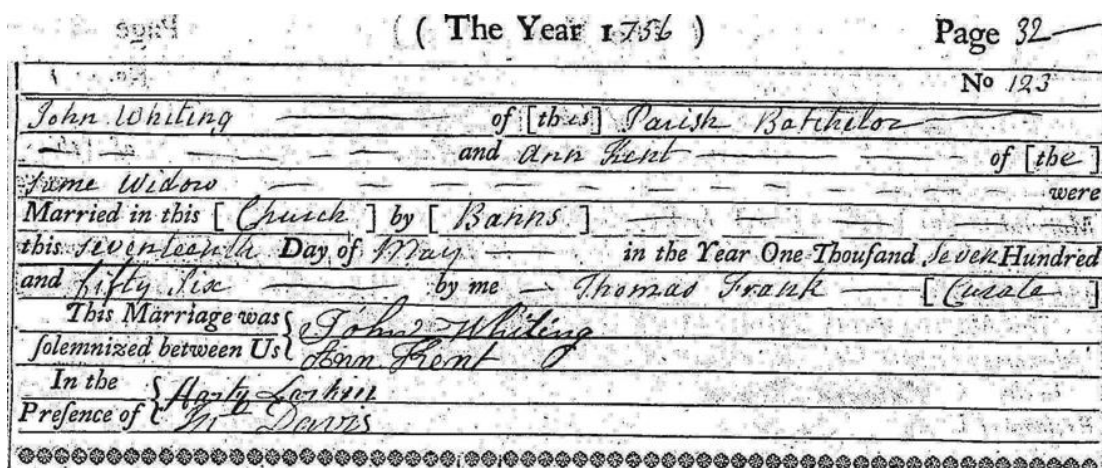 ( The Year 1756 ) Page 32
No 123
John Whiting of [this] Parish Batchelor
and Ann Kent of [the]
same Widow were
Married in this [Church] by [Banns]
this seventeenth Day of May in the Year One Thouſand Seven Hundred
and fifty Six by me Thomas Frank [Curate]
This Marriage was { John Whiting
ſolemnized between Us { Ann Kent
In the { Harty Larkin
Preſence of { Davis